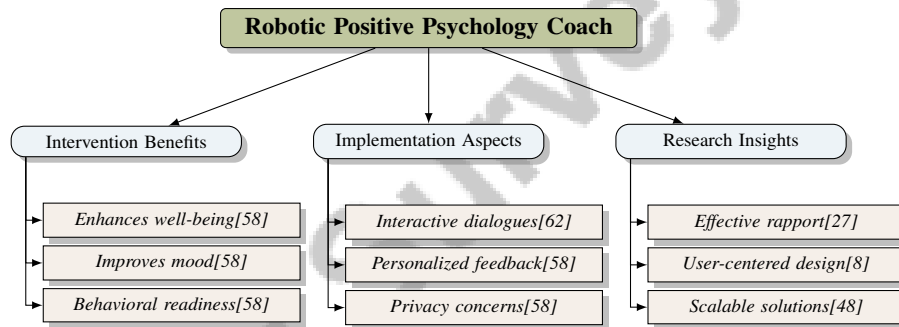 Robotic Positive Psychology Coach
Intervention Benefits
Implementation Aspects
Research Insights
Enhances well-being[58]
Interactive dialogues[62]
Effective rapport[27]
Improves mood[58]
Personalized feedback[58]
User-centered design[8]
Behavioral readiness[58]
Privacy concerns[58]
Scalable solutions[48]